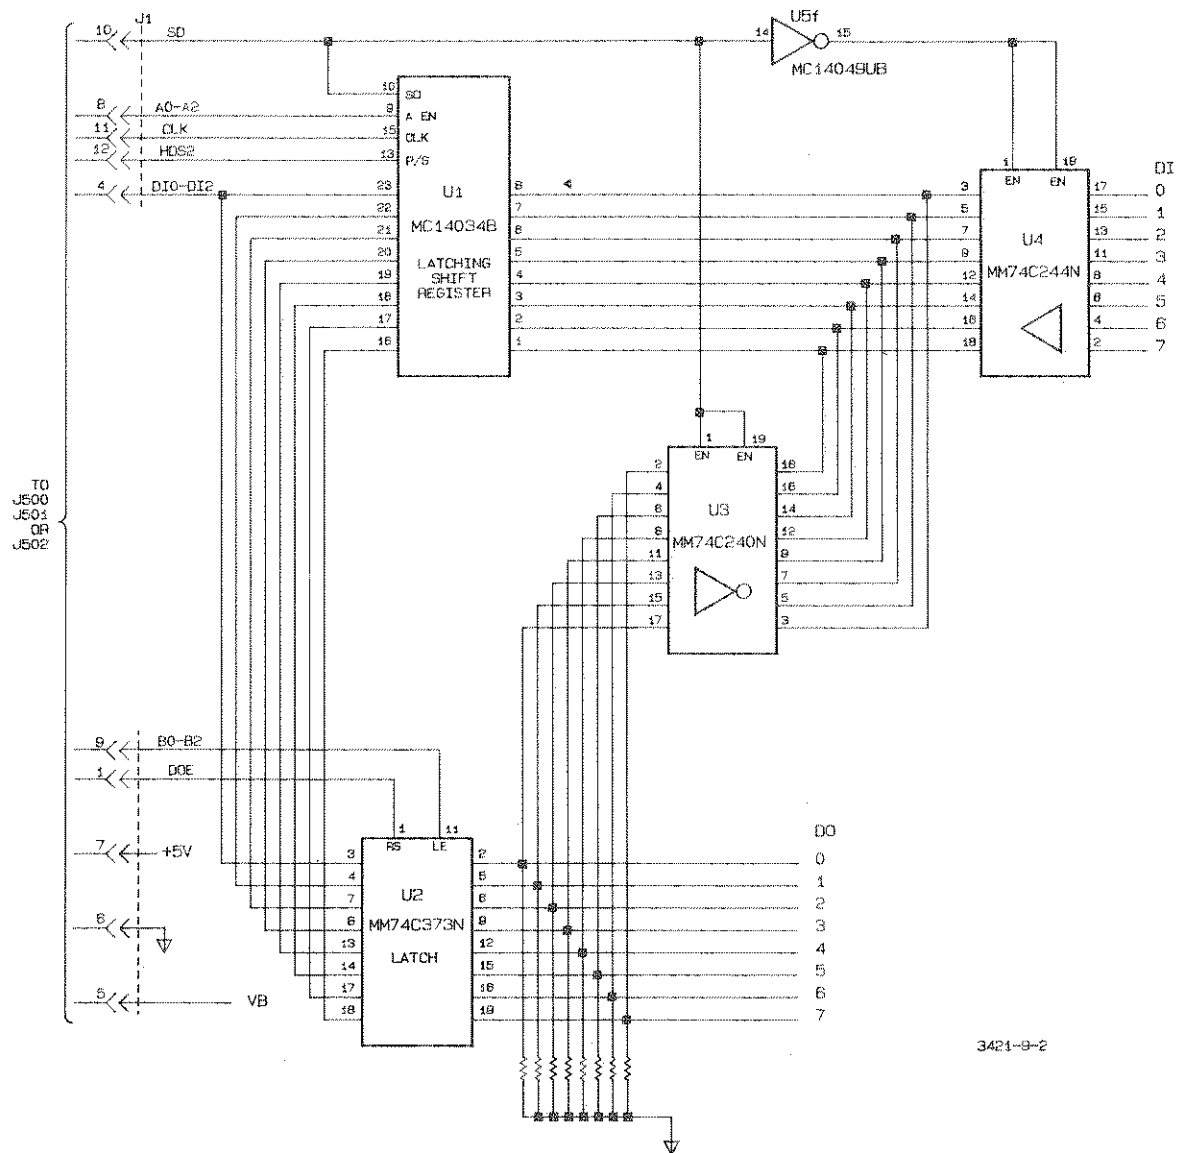 J1
10 SD
U5f
14 15
MC14049UB
10 SD
8 A0-A2 9 A EN
11 CLK 15 CLK
12 HDS2 13 P/S
4 DI0-DI2 23
22
21
20
19
18
17
16
U1
MC14034B
LATCHING
SHIFT
REGISTER
8
7
6
5
4
3
2
1
1 19
EN EN
3
5
7
9
12
14
16
18
U4
MM74C244N
DI
17 0
15 1
13 2
11 3
8 4
6 5
4 6
2 7
TO
J500
J501
OR
J502
1 19
EN EN
2
4
6
8
11
13
15
17
U3
MM74C240N
18
16
14
12
9
7
5
3
9 B0-B2
1 DOE
7 +5V
6
5 VB
1 11
RS LE
3
4
7
8
13
14
17
18
U2
MM74C373N
LATCH
DO
2 0
5 1
6 2
9 3
12 4
15 5
16 6
19 7
3421-9-2